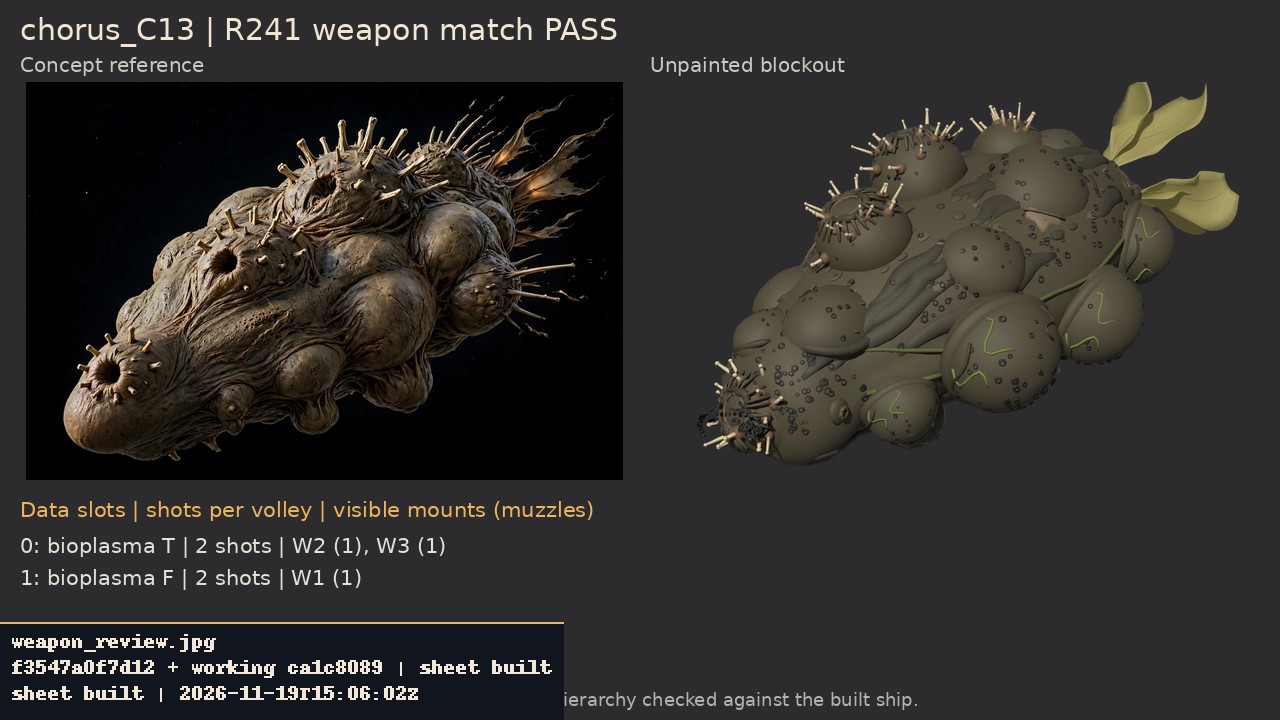 chorus_C13 | R241 weapon match PASS
Concept reference
Unpainted blockout
Data slots | shots per volley | visible mounts (muzzles)
0: bioplasma T | 2 shots | W2 (1), W3 (1)
1: bioplasma F | 2 shots | W1 (1)
weapon_review.jpg
f3547a0f7d12 + working ca1c8089 | sheet built
sheet built | 2026-11-19T15:06:02Z
checked against the built ship.